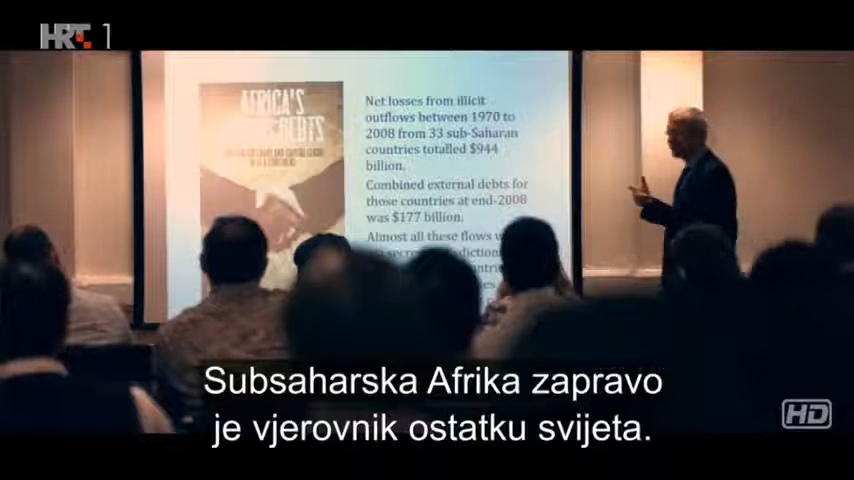 HRT 1
AFRICA'S
DEBTS
Net losses from illicit
outflows between 1970 to
2008 from 33 sub-Saharan
countries totalled $944
billion.
Combined external debts for
those countries at end-2008
was $177 billion.
Almost all these flows
Subsaharska Afrika zapravo
je vjerovnik ostatku svijeta.
HD